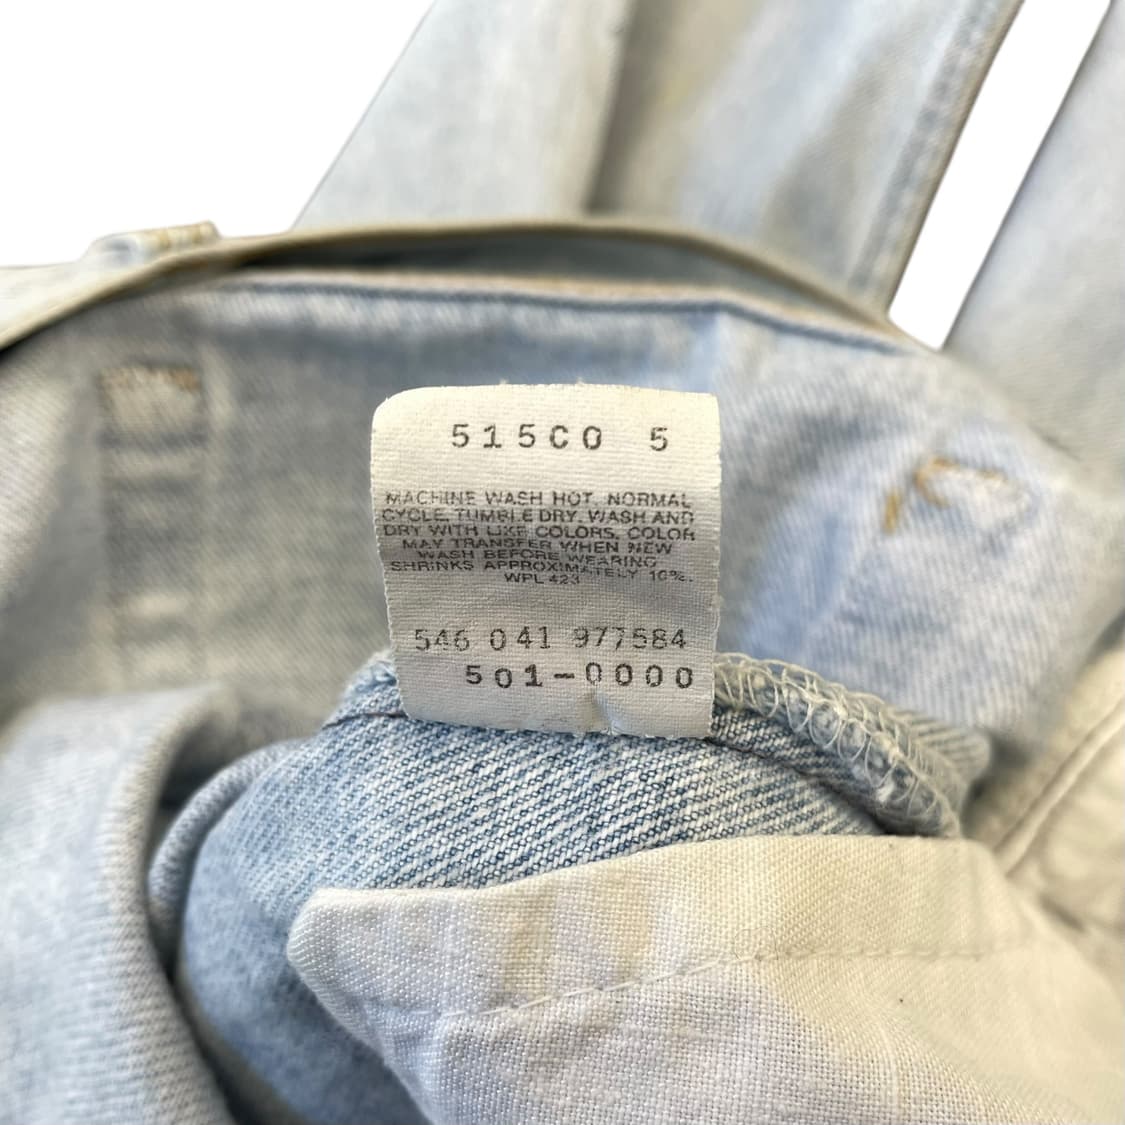 515C0 5
MACHINE WASH HOT, NORMAL
CYCLE. TUMBLE DRY. WASH AND
DRY WITH LIKE COLORS. COLOR
MAY TRANSFER WHEN NEW
WASH BEFORE WEARING
SHRINKS APPROXIMATELY 10%.
WPL 423
546 041 977584
501-0000